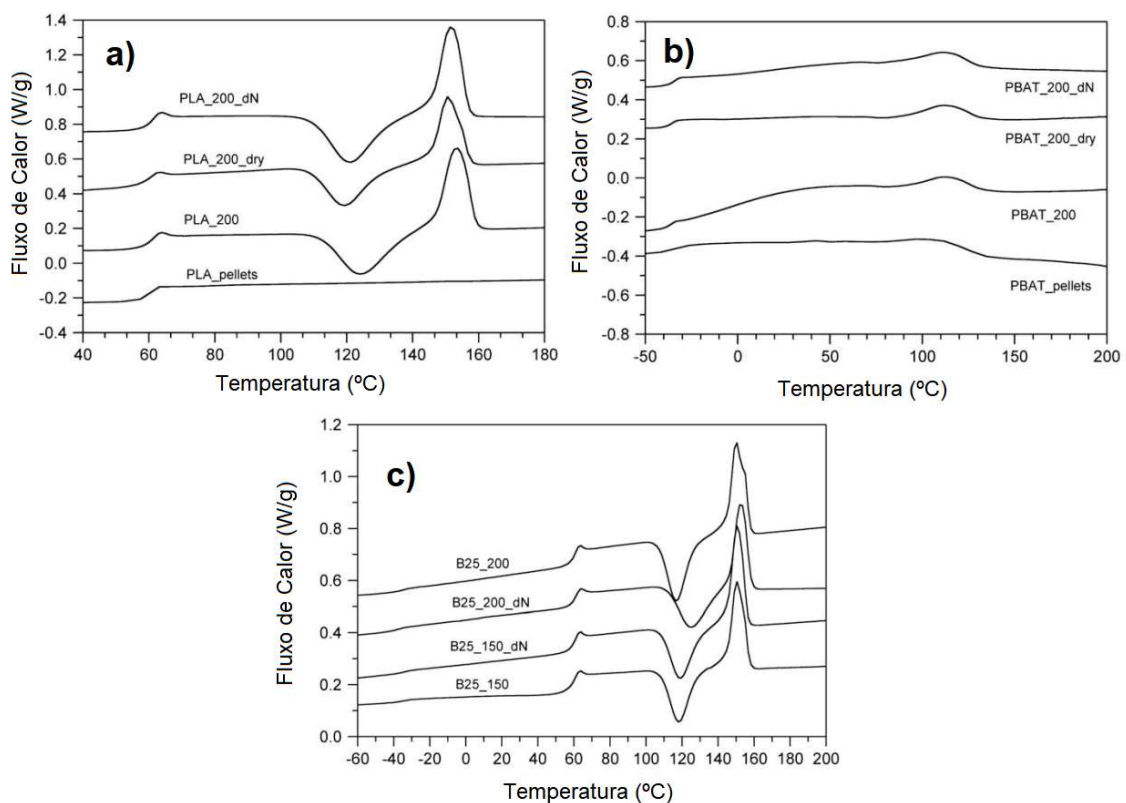 a)
Fluxo de Calor (W/g)
1.4
1.2
1.0
0.8
0.6
0.4
0.2
0.0
-0.2
-0.4
PLA_200_dN
PLA_200_dry
PLA_200
PLA_pellets
40 60 80 100 120 140 160 180
Temperatura (ºC)
b)
Fluxo de Calor (W/g)
0.8
0.6
0.4
0.2
0.0
-0.2
-0.4
-0.6
-0.8
PBAT_200_dN
PBAT_200_dry
PBAT_200
PBAT_pellets
-50 0 50 100 150 200
Temperatura (ºC)
c)
Fluxo de Calor (W/g)
1.2
1.0
0.8
0.6
0.4
0.2
0.0
B25_200
B25_200_dN
B25_150_dN
B25_150
-60 -40 -20 0 20 40 60 80 100 120 140 160 180 200
Temperatura (ºC)